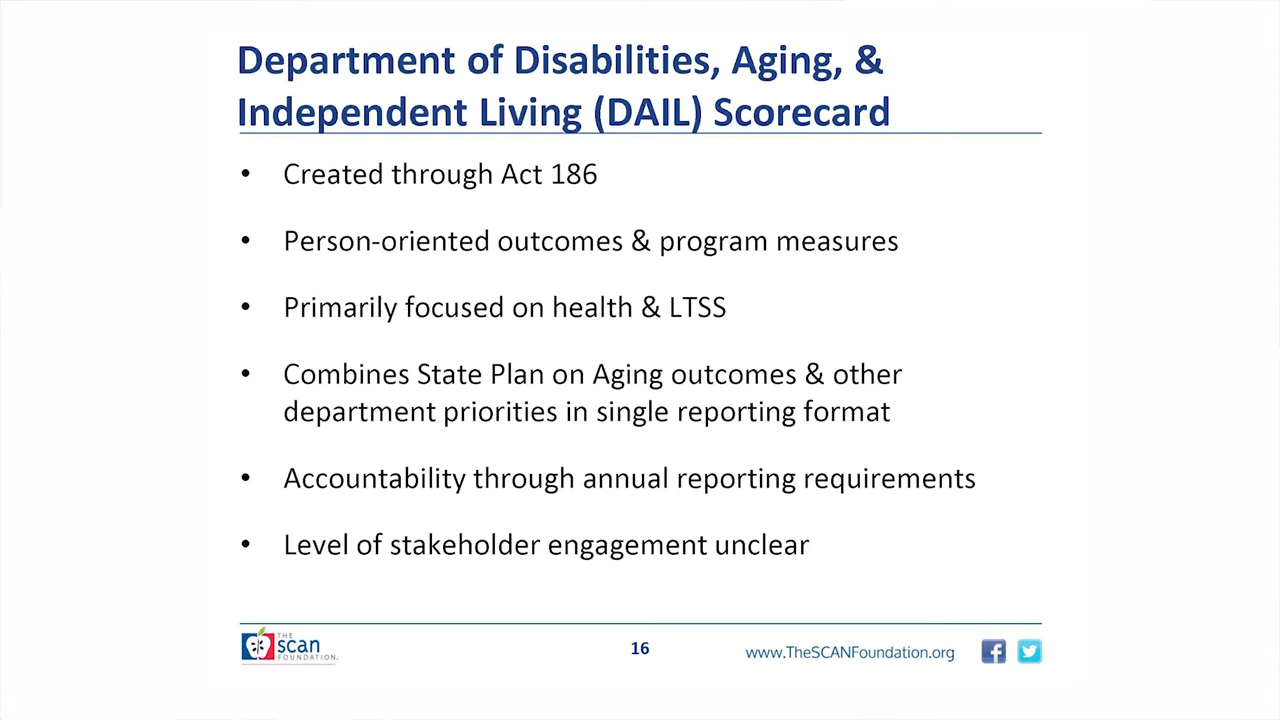 Department of Disabilities, Aging, &
Independent Living (DAIL) Scorecard
• Created through Act 186
• Person-oriented outcomes & program measures
• Primarily focused on health & LTSS
• Combines State Plan on Aging outcomes & other
department priorities in single reporting format
• Accountability through annual reporting requirements
• Level of stakeholder engagement unclear
THE
scan
FOUNDATION.
16
www.TheSCANFoundation.org